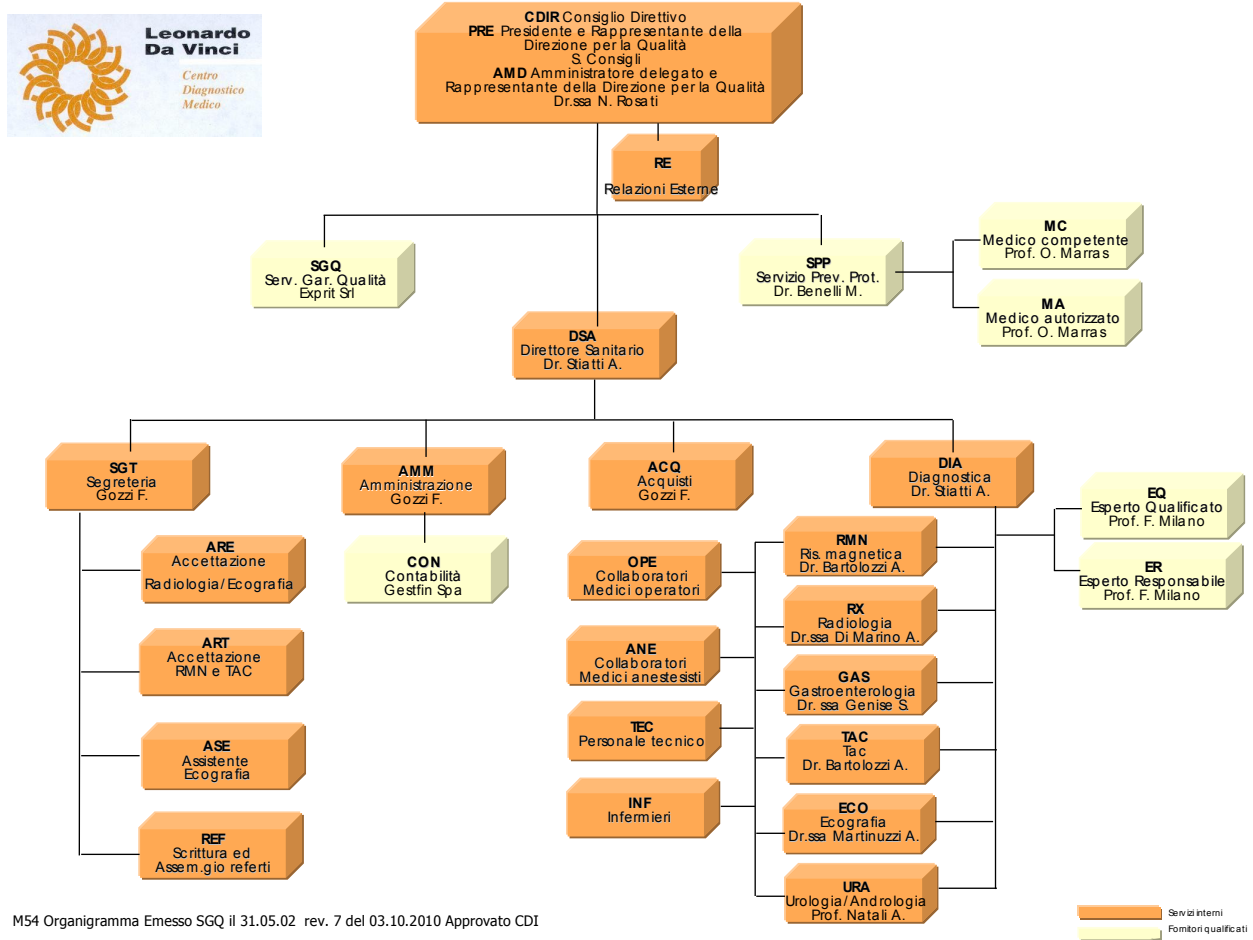 Leonardo
Da Vinci
Centro
Diagnostico
Medico
CDIR Consiglio Direttivo
PRE Presidente e Rappresentante della
Direzione per la Qualità
S. Consigli
AMD Amministratore delegato e
Rappresentante della Direzione per la Qualità
Dr.ssa N. Rosati
RE
Relazioni Esterne
SGQ
Serv. Gar. Qualità
Exprit Srl
SPP
Servizio Prev. Prot.
Dr. Benelli M.
MC
Medico competente
Prof. O. Marras
MA
Medico autorizzato
Prof. O. Marras
DSA
Direttore Sanitario
Dr. Stiatti A.
SGT
Segreteria
Gozzi F.
AMM
Amministrazione
Gozzi F.
ACQ
Acquisti
Gozzi F.
DIA
Diagnostica
Dr. Stiatti A.
EQ
Esperto Qualificato
Prof. F. Milano
ER
Esperto Responsabile
Prof. F. Milano
ARE
Accettazione
Radiologia/Ecografia
ART
Accettazione
RMN e TAC
ASE
Assistente
Ecografia
REF
Scrittura ed
Assem.gio referti
CON
Contabilità
Gestfin Spa
OPE
Collaboratori
Medici operatori
ANE
Collaboratori
Medici anestesisti
TEC
Personale tecnico
INF
Infermieri
RMN
Ris. magnetica
Dr. Bartolozzi A.
RX
Radiologia
Dr.ssa Di Marino A.
GAS
Gastroenterologia
Dr. ssa Genise S.
TAC
Tac
Dr. Bartolozzi A.
ECO
Ecografia
Dr.ssa Martinuzzi A.
URA
Urologia/Andrologia
Prof. Natali A.
M54 Organigramma Emesso SGQ il 31.05.02 rev. 7 del 03.10.2010 Approvato CDI
Servizi interni
Fornitori qualificati